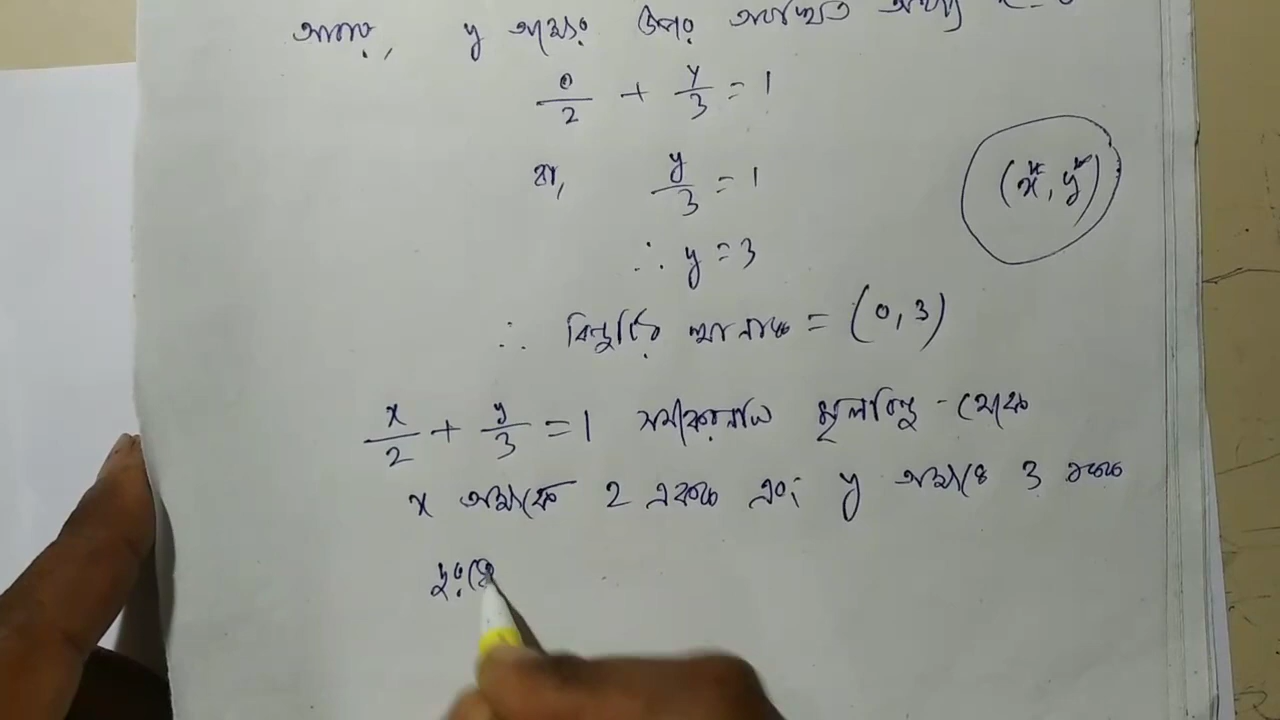 আবার, y অক্ষের উপর অবস্থিত
0/2 + y/3 = 1
বা, y/3 = 1
(x, y)
∴ y = 3
∴ বিন্দুটির স্থানাঙ্ক = (0, 3)
x/2 + y/3 = 1 সমীকরণটি মূলবিন্দু থেকে
x অক্ষকে 2 একক এবং y অক্ষকে 3 একক